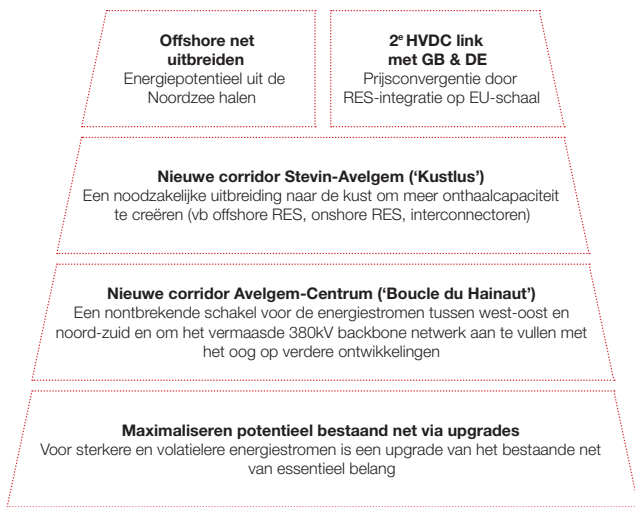 Offshore net
uitbreiden
Energiepotentieel uit de
Noordzee halen
2e HVDC link
met GB & DE
Prijsconvergentie door
RES-integratie op EU-schaal
Nieuwe corridor Stevin-Avelgem (‘Kustlus’)
Een noodzakelijke uitbreiding naar de kust om meer onthaalcapaciteit
te creëren (vb offshore RES, onshore RES, interconnectoren)
Nieuwe corridor Avelgem-Centrum (‘Boucle du Hainaut’)
Een nontbrekende schakel voor de energiestromen tussen west-oost en
noord-zuid en om het vermaasde 380kV backbone netwerk aan te vullen met
het oog op verdere ontwikkelingen
Maximaliseren potentieel bestaand net via upgrades
Voor sterkere en volatielere energiestromen is een upgrade van het bestaande net
van essentieel belang